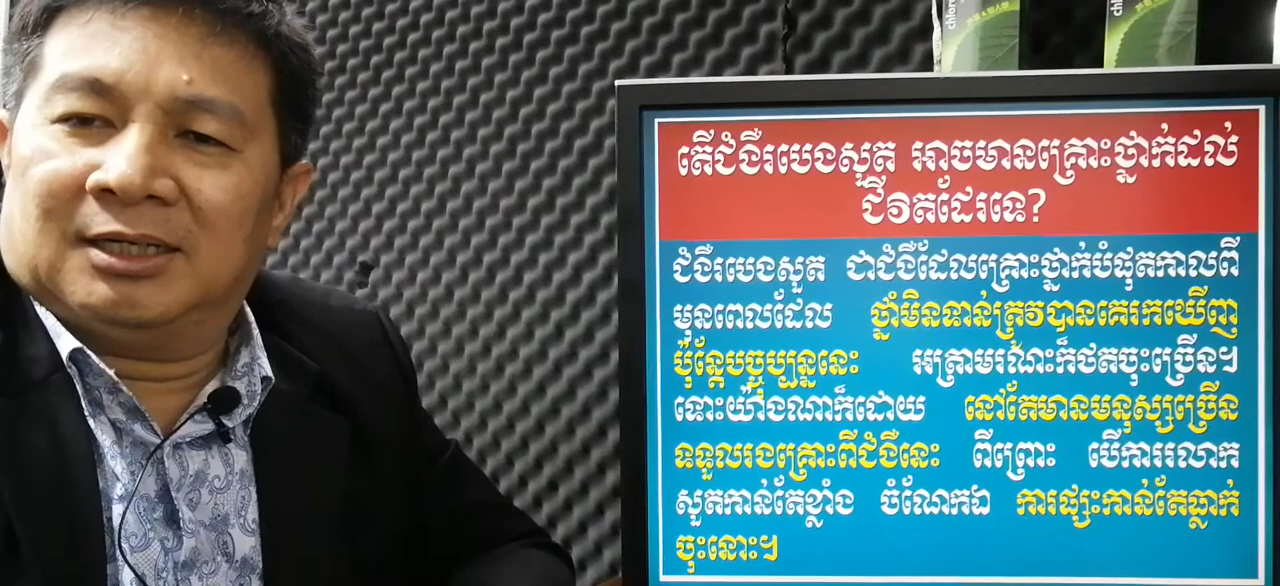 chloro
chloro
តើជំងឺរបេងសួត អាចមានគ្រោះថ្នាក់ដល់
ជីវិតដែរទេ?
ជំងឺរបេងសួត ជាជំងឺដែលគ្រោះថ្នាក់បំផុតកាលពី
មុនពេលដែល ថ្នាំមិនទាន់ត្រូវបានគេរកឃើញ
ប៉ុន្តែបច្ចុប្បន្ននេះ អត្រាមរណះក៏ថតចុះច្រើន។
ទោះយ៉ាងណាក៏ដោយ នៅតែមានមនុស្សច្រើន
ទទួលរងគ្រោះពីជំងឺនេះ ពីព្រោះ បើការរលាក
សួតកាន់តែខ្លាំង ចំណែកឯ ការផ្សះកាន់តែធ្លាក់
ចុះនោះ។